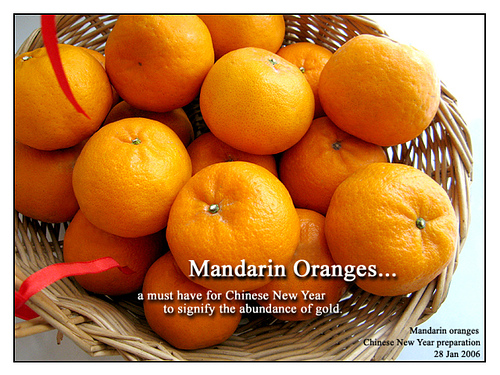 Mandarin Oranges...
a must have for Chinese New Year
to signify the abundance of gold.
Mandarin oranges
Chinese New Year preparation
28 Jan 2006